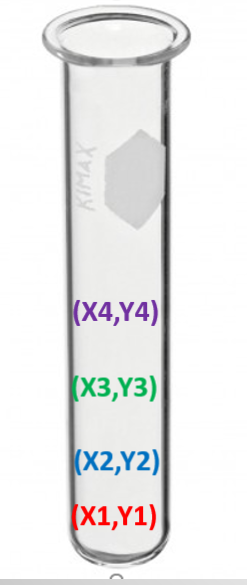 KIMAX
(X4,Y4)
(X3,Y3)
(X2,Y2)
(X1,Y1)